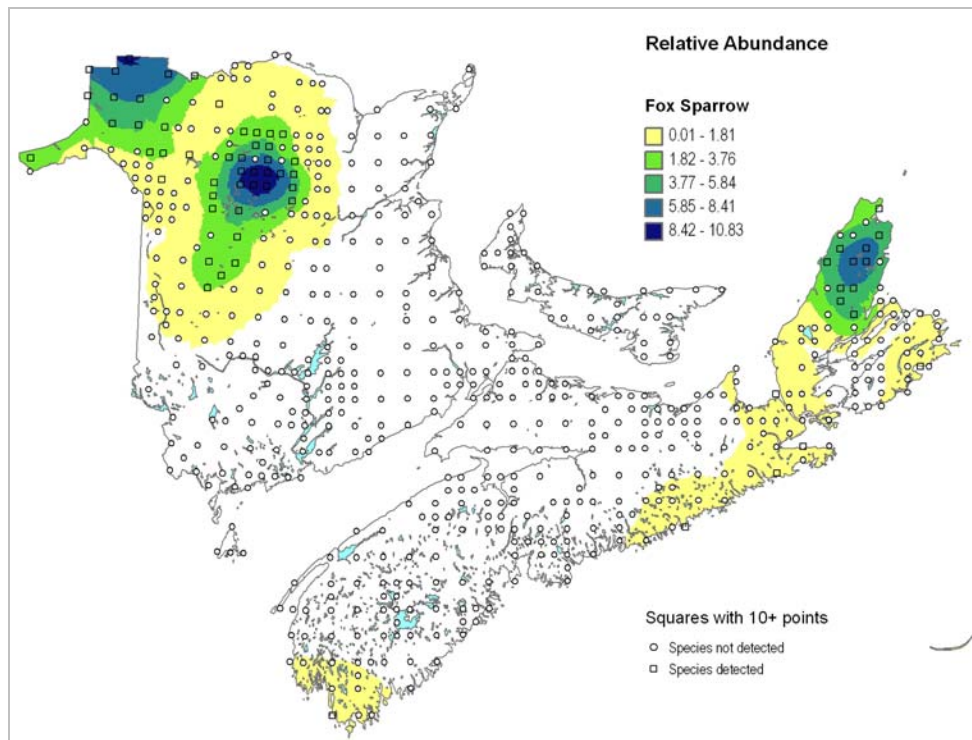 Relative Abundance
Fox Sparrow
0.01 - 1.81
1.82 - 3.76
3.77 - 5.84
5.85 - 8.41
8.42 - 10.83
Squares with 10+ points
Species not detected
Species detected